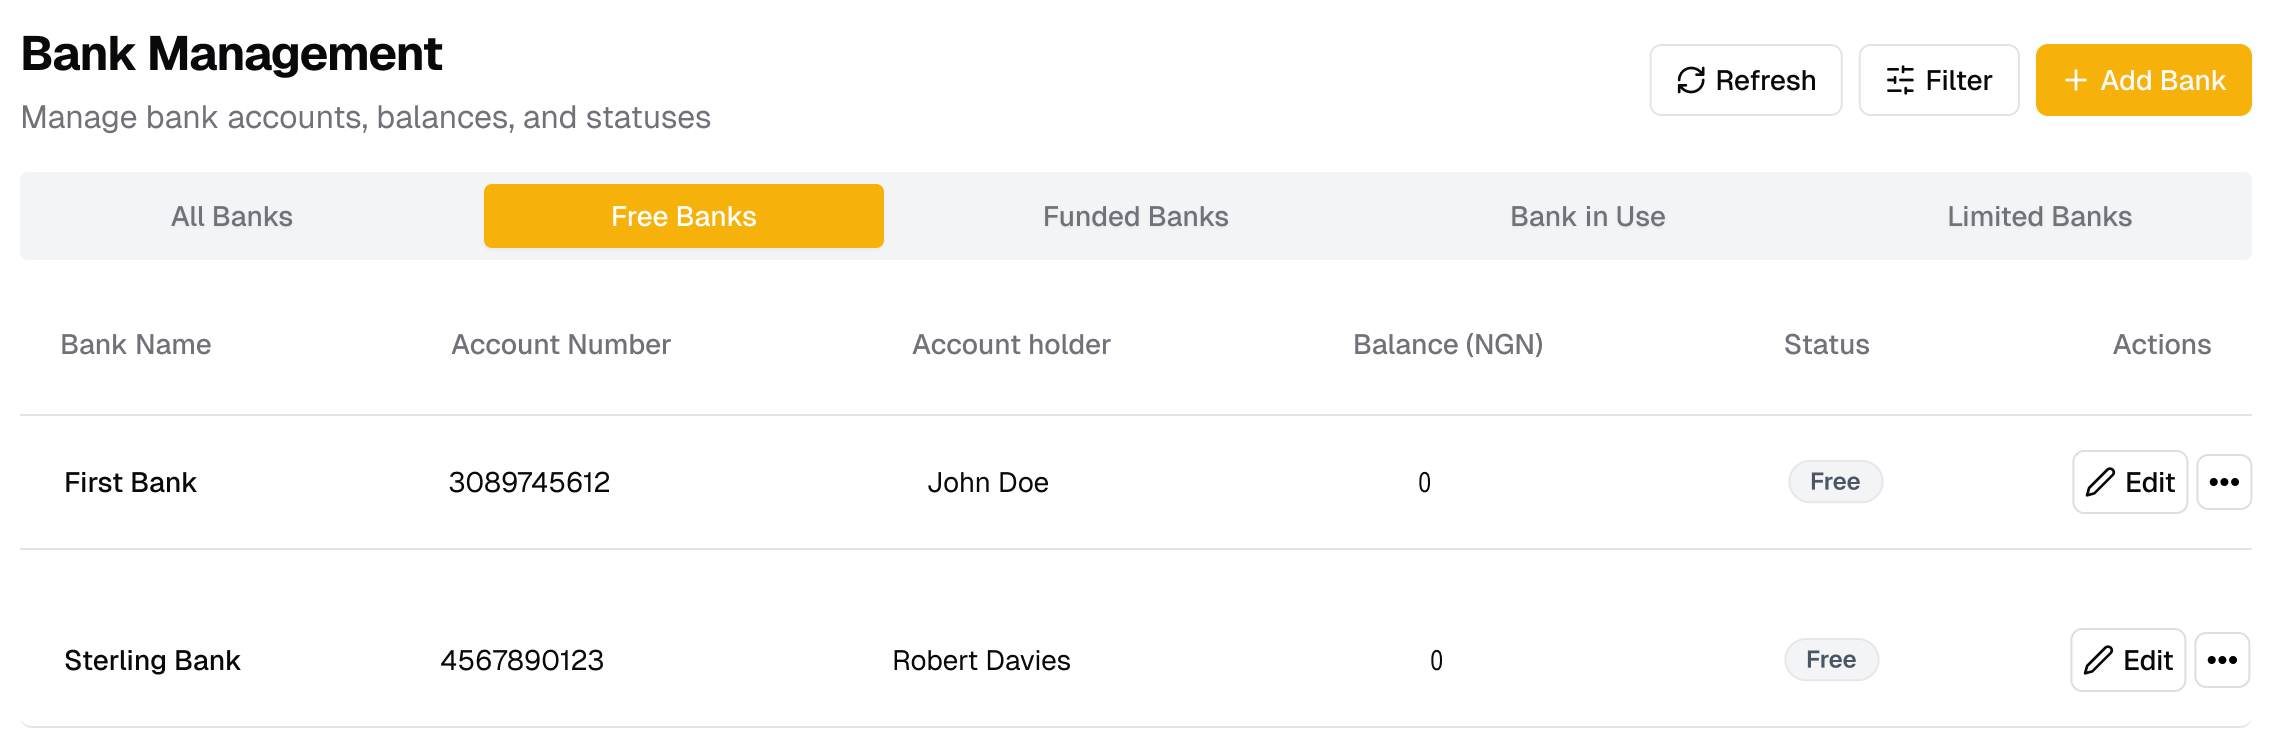 Bank Management
Manage bank accounts, balances, and statuses
Refresh
Filter
+ Add Bank
All Banks
Free Banks
Funded Banks
Bank in Use
Limited Banks
Bank Name
Account Number
Account holder
Balance (NGN)
Status
Actions
First Bank
3089745612
John Doe
0
Free
Edit
•••
Sterling Bank
4567890123
Robert Davies
0
Free
Edit
•••